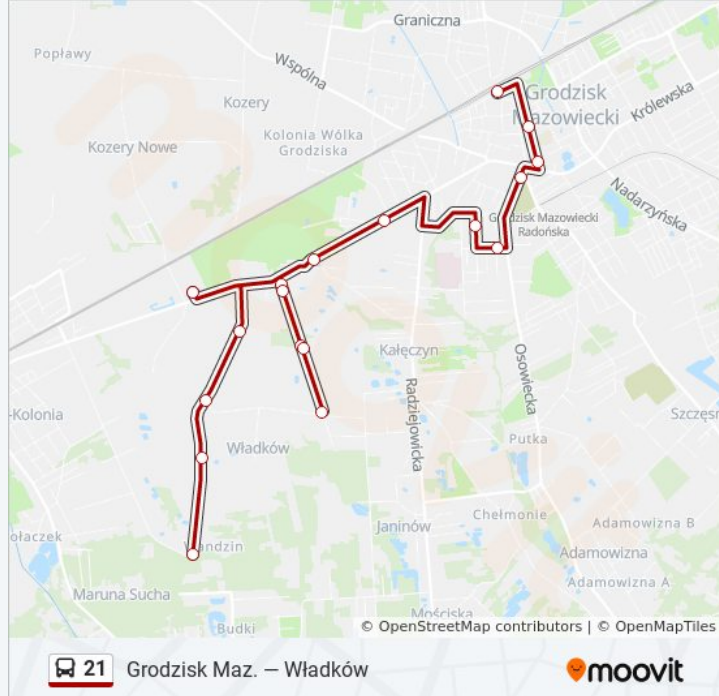 Graniczna
Popławy
Wspólna
Kozery
Grodzisk
Mazowiecki
Królewska
Kolonia Wólka
Grodziska
Kozery Nowe
Nadarzyńska
Grodzisk Mazowiecki
Radońska
Kałęczyn
Osowiecka
Radziejowicka
-Kolonia
Szczęsn
Władków
Putka
Chełmonie
ołaczek
Janinów
Adamowizna B
Wandzin
Adamowizna
Maruna Sucha
Adamowizna A
Mościska
Budki
© OpenStreetMap contributors | © OpenMapTiles
21 Grodzisk Maz. — Władków
moovit